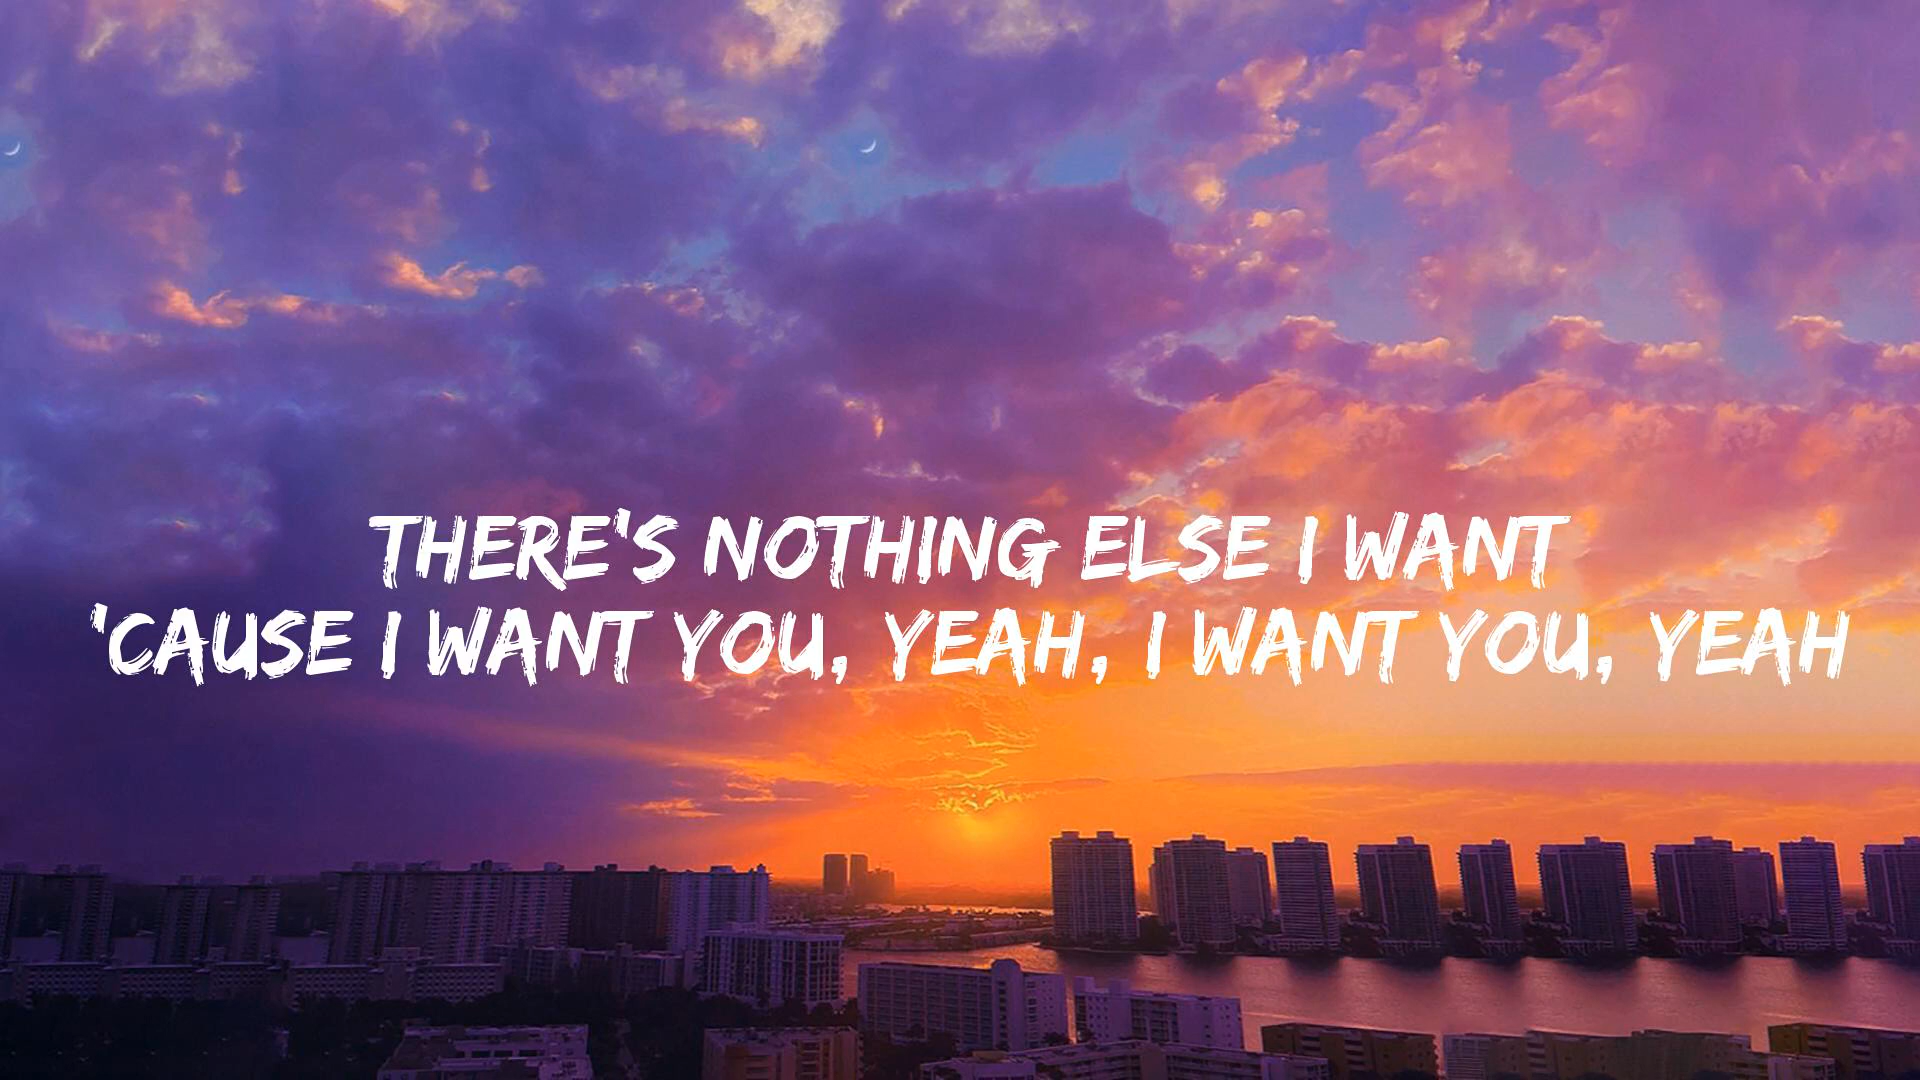 THERE'S NOTHING ELSE I WANT
'CAUSE I WANT YOU, YEAH, I WANT YOU, YEAH